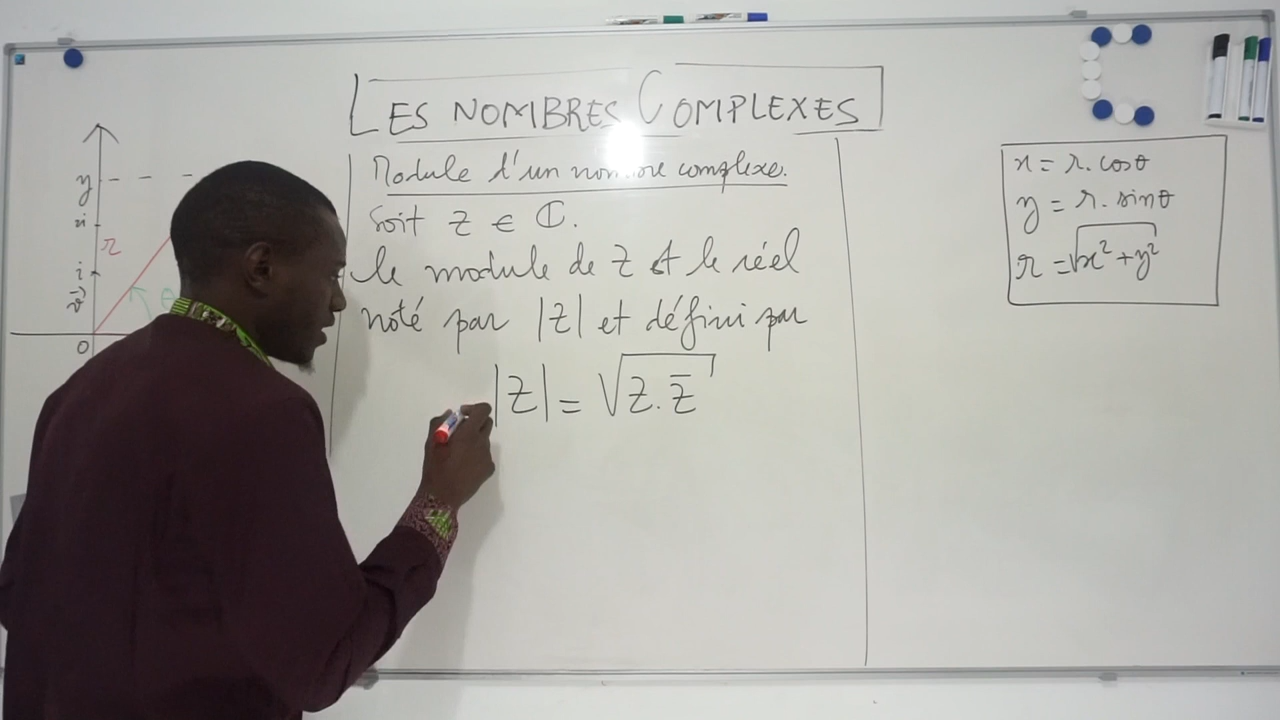 LES NOMBRES COMPLEXES
Module d'un nombre complexe.
Soit z ∈ ℂ.
le module de z est le réel
noté par |z| et défini par
|z| = √z.z̄
y
r
i
θ
0
x = r.cosθ
y = r.sinθ
r = √x²+y²